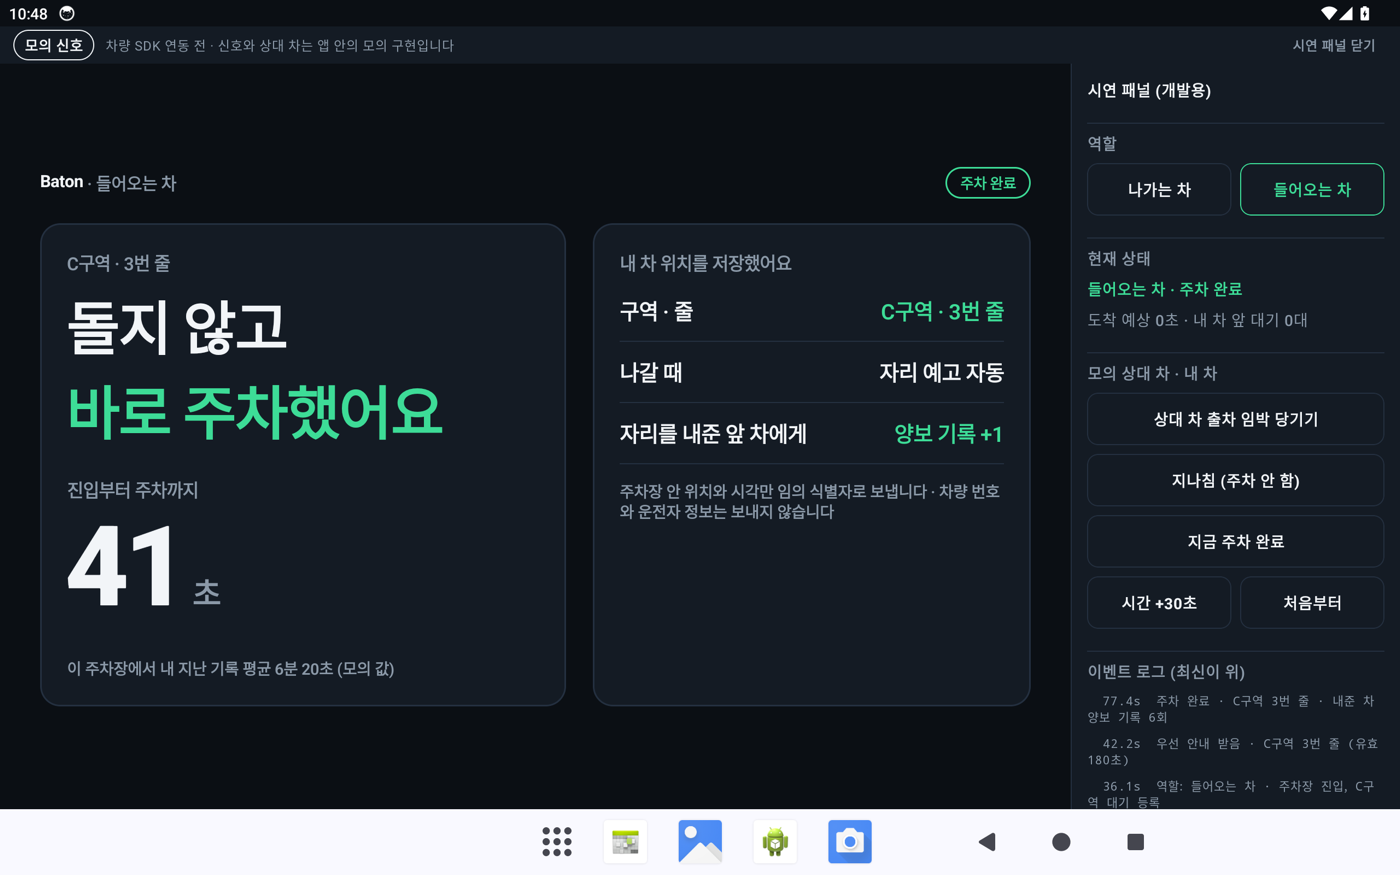 10:48
모의 신호
차량 SDK 연동 전 · 신호와 상대 차는 앱 안의 모의 구현입니다
시연 패널 닫기
Baton · 들어오는 차
주차 완료
C구역 · 3번 줄
돌지 않고
바로 주차했어요
진입부터 주차까지
41 초
이 주차장에서 내 지난 기록 평균 6분 20초 (모의 값)
내 차 위치를 저장했어요
구역 · 줄
C구역 · 3번 줄
나갈 때
자리 예고 자동
자리를 내준 앞 차에게
양보 기록 +1
주차장 안 위치와 시각만 임의 식별자로 보냅니다 · 차량 번호
와 운전자 정보는 보내지 않습니다
시연 패널 (개발용)
역할
나가는 차
들어오는 차
현재 상태
들어오는 차 · 주차 완료
도착 예상 0초 · 내 차 앞 대기 0대
모의 상대 차 · 내 차
상대 차 출차 임박 당기기
지나침 (주차 안 함)
지금 주차 완료
시간 +30초
처음부터
이벤트 로그 (최신이 위)
77.4s 주차 완료 · C구역 3번 줄 · 내준 차
양보 기록 6회
42.2s 우선 안내 받음 · C구역 3번 줄 (유효
180초)
36.1s 역할: 들어오는 차 · 주차장 진입, C구
역 대기 등록